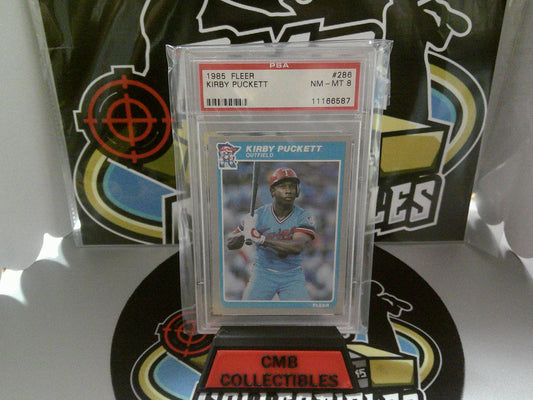 PSA
1985 FLEER #286
KIRBY PUCKETT NM-MT 8
11166587
KIRBY PUCKETT
OUTFIELD
FLEER
CMB
COLLECTIBLES